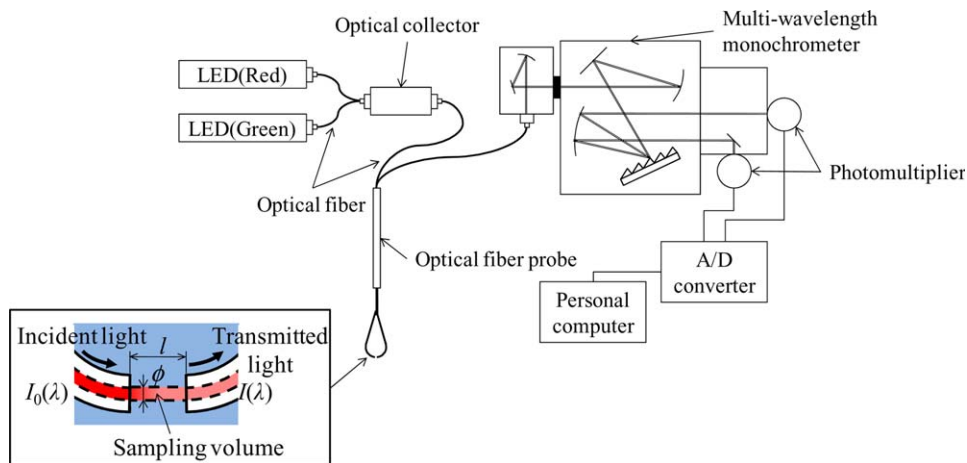 Multi-wavelength
monochrometer
Optical collector
LED(Red)
LED(Green)
Photomultiplier
Optical fiber
Optical fiber probe
A/D
converter
Personal
computer
Incident light
Transmitted
light
l
ϕ
I₀(λ)
I(λ)
Sampling volume